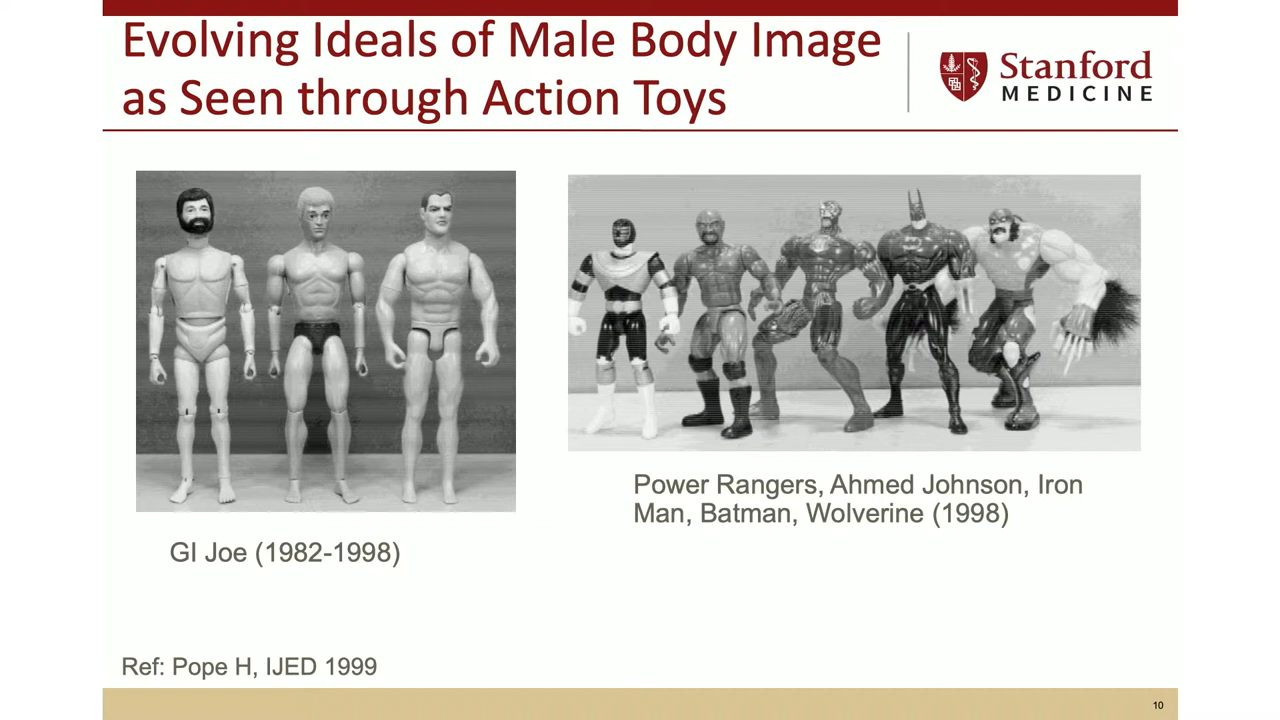 Evolving Ideals of Male Body Image
as Seen through Action Toys
Stanford
MEDICINE
Power Rangers, Ahmed Johnson, Iron
Man, Batman, Wolverine (1998)
GI Joe (1982-1998)
Ref: Pope H, IJED 1999
10